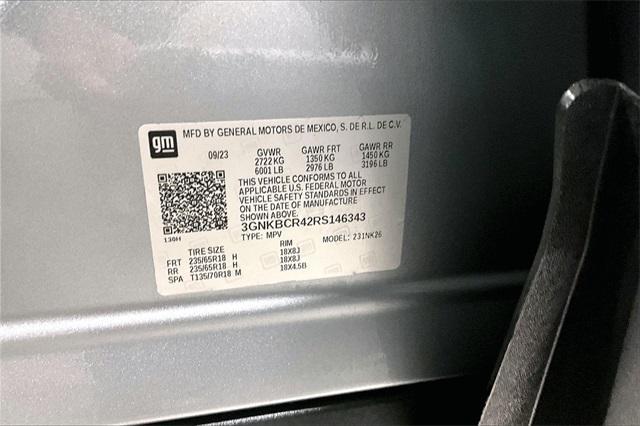 gm
MFD BY GENERAL MOTORS DE MEXICO, S. DE R.L. DE C.V.
09/23 GVWR GAWR FRT GAWR RR
2722 KG 1350 KG 1450 KG
6001 LB 2976 LB 3196 LB
THIS VEHICLE CONFORMS TO ALL
APPLICABLE U.S. FEDERAL MOTOR
VEHICLE SAFETY STANDARDS IN EFFECT
ON THE DATE OF MANUFACTURE
SHOWN ABOVE.
3GNKBCR42RS146343
136H TYPE: MPV MODEL: 231NK26
TIRE SIZE RIM
FRT 235/65R18 H 18X8J
RR 235/65R18 H 18X8J
SPA T135/70R18 M 18X4.5B